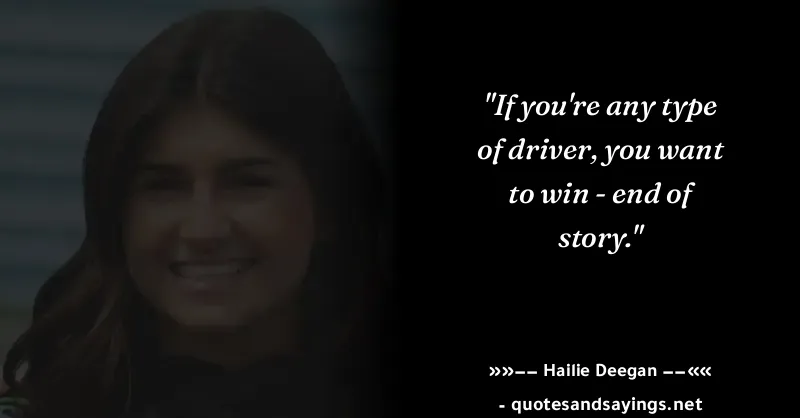 "If you're any type
of driver, you want
to win - end of
story."
»»−− Hailie Deegan −−««
- quotesandsayings.net